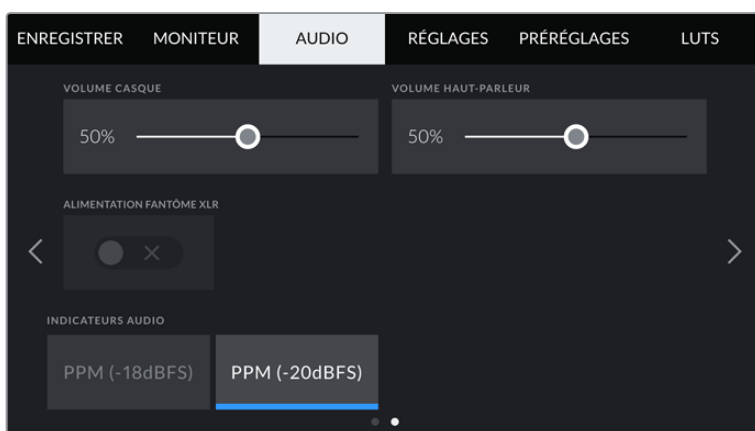 ENREGISTRER MONITEUR AUDIO RÉGLAGES PRÉRÉGLAGES LUTS
VOLUME CASQUE VOLUME HAUT-PARLEUR
50% 50%
ALIMENTATION FANTÔME XLR
INDICATEURS AUDIO
PPM (-18dBFS) PPM (-20dBFS)